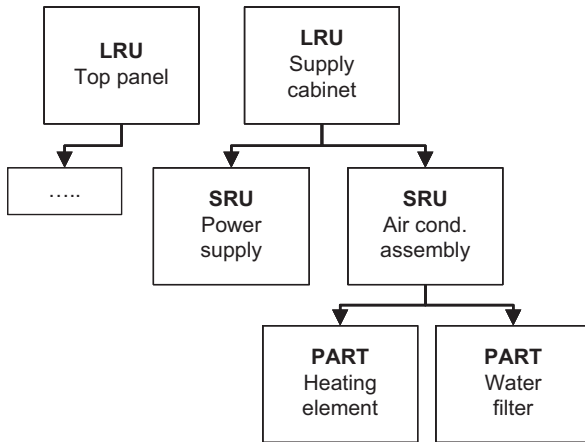 LRU
Top panel
LRU
Supply
cabinet
.....
SRU
Power
supply
SRU
Air cond.
assembly
PART
Heating
element
PART
Water
filter